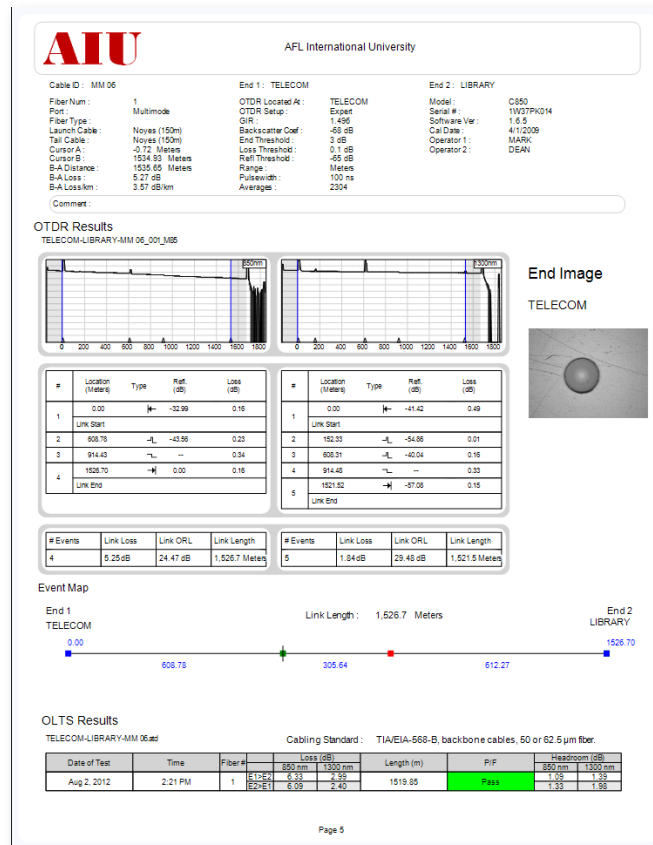 AIU
AFL International University
Cable ID : MM 06
End 1 : TELECOM
End 2 : LIBRARY
Fiber Num : 1
Port : Multimode
Fiber Type :
Launch Cable : Noyes (150m)
Tail Cable : Noyes (150m)
Cursor A : -0.72 Meters
Cursor B : 1534.93 Meters
B-A Distance : 1535.65 Meters
B-A Loss : 5.27 dB
B-A Loss/km : 3.57 dB/km
OTDR Located At : TELECOM
OTDR Setup : Expert
GIR : 1.496
Backscatter Coef : -68 dB
End Threshold : 3 dB
Loss Threshold : 0.1 dB
Refl Threshold : -65 dB
Range : Meters
Pulsewidth : 100 ns
Averages : 2304
Model : C850
Serial # : 1W37PK014
Software Ver : 1.6.5
Cal Date : 4/1/2009
Operator 1 : MARK
Operator 2 : DEAN
Comment :
OTDR Results
TELECOM-LIBRARY-MM 06_001_M85
850nm
0 200 400 600 800 1000 1200 1400 1600 1800
1300nm
0 200 400 600 800 1000 1200 1400 1600 1800
End Image
TELECOM
# Location (Meters) Type Refl. (dB) Loss (dB)
1 0.00 -32.99 0.16
Link Start
2 608.78 -43.56 0.23
3 914.43 -- 0.34
4 1526.70 0.00 0.16
Link End
# Location (Meters) Type Refl. (dB) Loss (dB)
1 0.00 -41.42 0.49
Link Start
2 152.33 -54.86 0.01
3 608.31 -40.04 0.16
4 914.48 -- 0.33
5 1521.52 -57.08 0.15
Link End
# Events Link Loss Link ORL Link Length
4 5.25 dB 24.47 dB 1,526.7 Meters
# Events Link Loss Link ORL Link Length
5 1.84 dB 29.48 dB 1,521.5 Meters
Event Map
End 1
TELECOM
Link Length : 1,526.7 Meters
End 2
LIBRARY
0.00 1526.70
608.78 305.64 612.27
OLTS Results
TELECOM-LIBRARY-MM 06.atd
Cabling Standard : TIA/EIA-568-B, backbone cables, 50 or 62.5 µm fiber.
Date of Test Time Fiber # Loss (dB) Length (m) P/F Headroom (dB)
850 nm 1300 nm 850 nm 1300 nm
Aug 2, 2012 2:21 PM 1 E1>E2 6.33 2.99 1519.85 Pass 1.09 1.39
E2>E1 6.09 2.40 1.33 1.98
Page 5